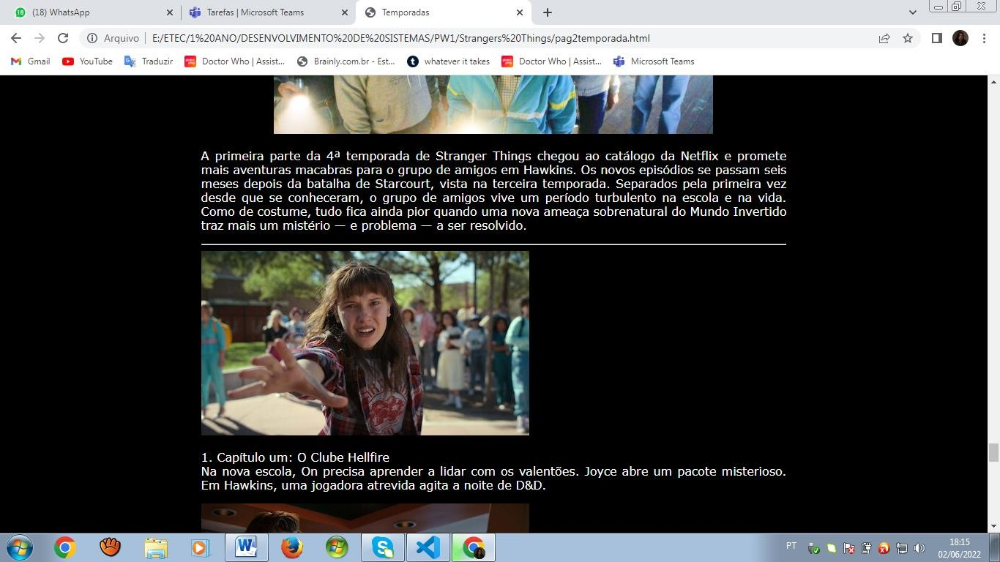 (18) WhatsApp
Tarefas | Microsoft Teams
Temporadas
Arquivo
E:/ETEC/1%20ANO/DESENVOLVIMENTO%20DE%20SISTEMAS/PW1/Strangers%20Things/pag2temporada.html
Gmail
YouTube
Traduzir
Doctor Who | Assist...
Brainly.com.br - Est...
whatever it takes
Doctor Who | Assist...
Microsoft Teams
A primeira parte da 4ª temporada de Stranger Things chegou ao catálogo da Netflix e promete
mais aventuras macabras para o grupo de amigos em Hawkins. Os novos episódios se passam seis
meses depois da batalha de Starcourt, vista na terceira temporada. Separados pela primeira vez
desde que se conheceram, o grupo de amigos vive um período turbulento na escola e na vida.
Como de costume, tudo fica ainda pior quando uma nova ameaça sobrenatural do Mundo Invertido
traz mais um mistério — e problema — a ser resolvido.
1. Capítulo um: O Clube Hellfire
Na nova escola, On precisa aprender a lidar com os valentões. Joyce abre um pacote misterioso.
Em Hawkins, uma jogadora atrevida agita a noite de D&D.
PT
18:15
02/06/2022